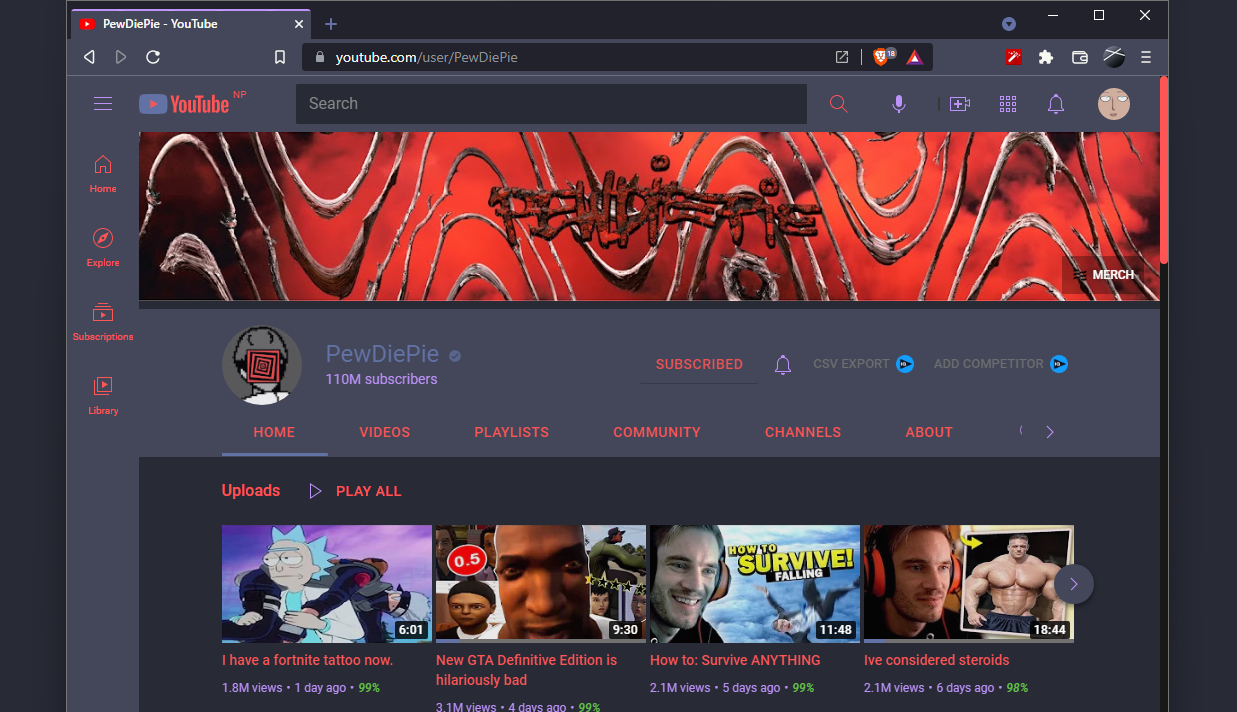 PewDiePie - YouTube
youtube.com/user/PewDiePie
18
YouTube NP
Search
Home
Explore
Subscriptions
Library
PEWDIEPIE
MERCH
PewDiePie
110M subscribers
SUBSCRIBED
CSV EXPORT
ADD COMPETITOR
HOME
VIDEOS
PLAYLISTS
COMMUNITY
CHANNELS
ABOUT
Uploads
PLAY ALL
6:01
0.5
9:30
HOW TO
SURVIVE!
FALLING
11:48
18:44
I have a fortnite tattoo now.
1.8M views • 1 day ago • 99%
New GTA Definitive Edition is
hilariously bad
3.1M views • 4 days ago • 99%
How to: Survive ANYTHING
2.1M views • 5 days ago • 99%
Ive considered steroids
2.1M views • 6 days ago • 98%